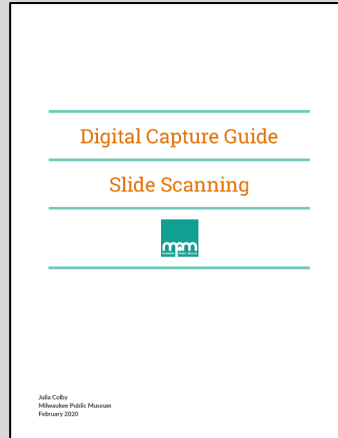 Digital Capture Guide
Slide Scanning
mpm
Julia Colby
Milwaukee Public Museum
February 2020